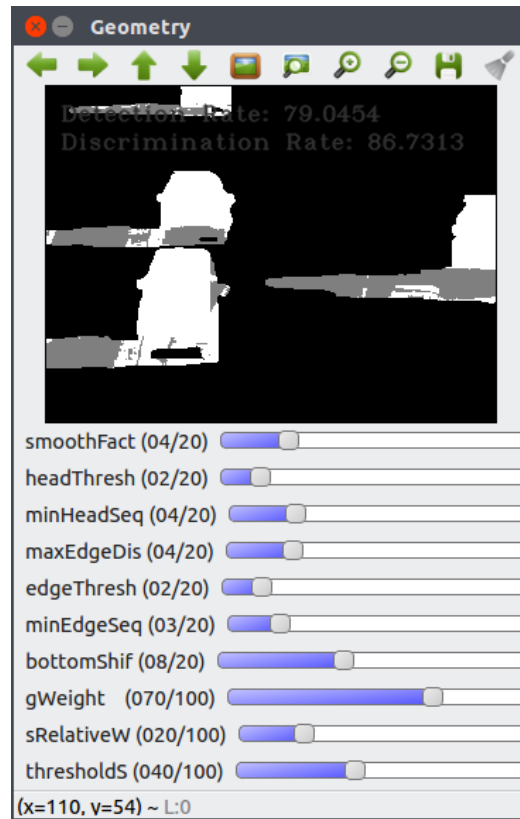 Geometry
Detection Rate: 79.0454
Discrimination Rate: 86.7313
smoothFact (04/20)
headThresh (02/20)
minHeadSeq (04/20)
maxEdgeDis (04/20)
edgeThresh (02/20)
minEdgeSeq (03/20)
bottomShif (08/20)
gWeight (070/100)
sRelativeW (020/100)
thresholdS (040/100)
(x=110, y=54) ~ L:0